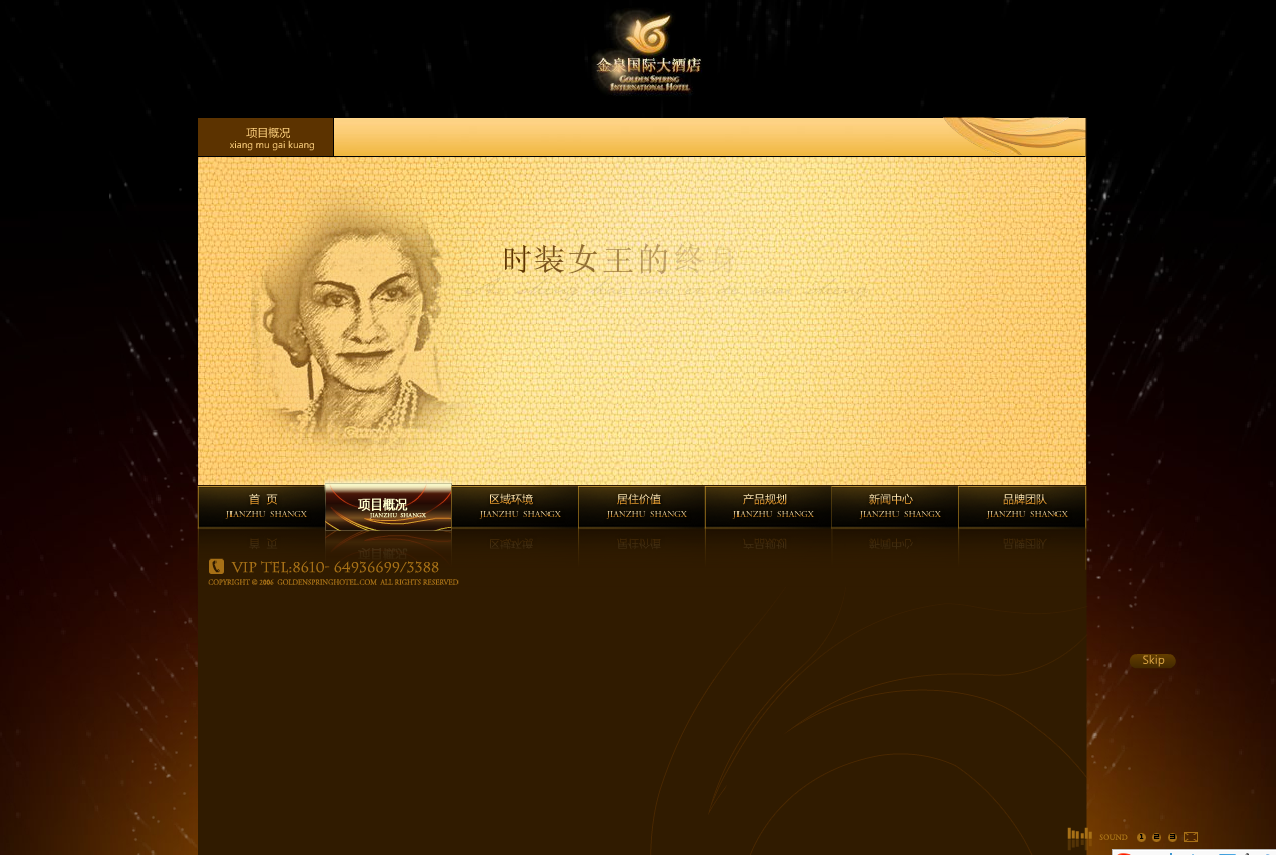 金泉国际大酒店
GOLDEN SPERING
INTERNATIONAL HOTEL
项目概况
xiang mu gai kuang
时装女王的终身
首 页
JIANZHU SHANGX
项目概况
JIANZHU SHANGX
区域环境
JIANZHU SHANGX
居住价值
JIANZHU SHANGX
产品规划
JIANZHU SHANGX
新闻中心
JIANZHU SHANGX
品牌团队
JIANZHU SHANGX
VIP TEL:8610- 64936699/3388
COPYRIGHT © 2006 GOLDENSPRINGHOTEL.COM ALL RIGHTS RESERVED
Skip
SOUND 1 2 3